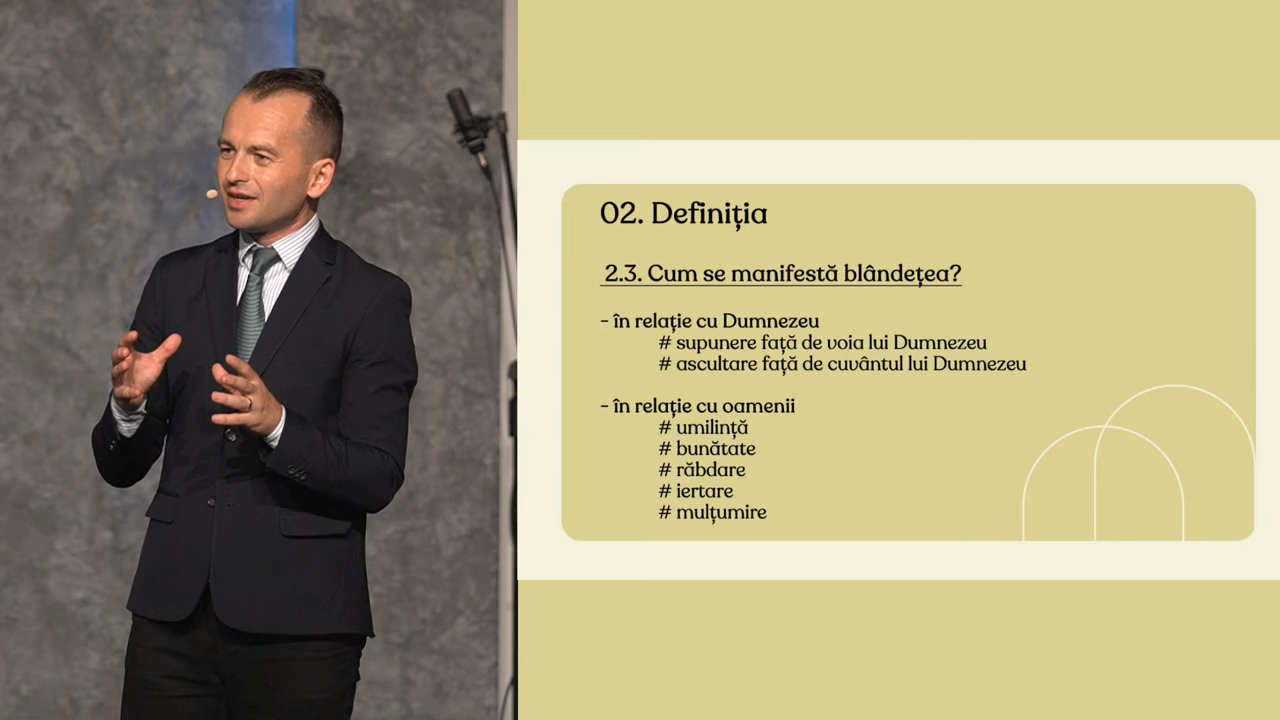 02. Definiția
2.3. Cum se manifestă blândețea?
- în relație cu Dumnezeu
# supunere față de voia lui Dumnezeu
# ascultare față de cuvântul lui Dumnezeu
- în relație cu oamenii
# umilință
# bunătate
# răbdare
# iertare
# mulțumire